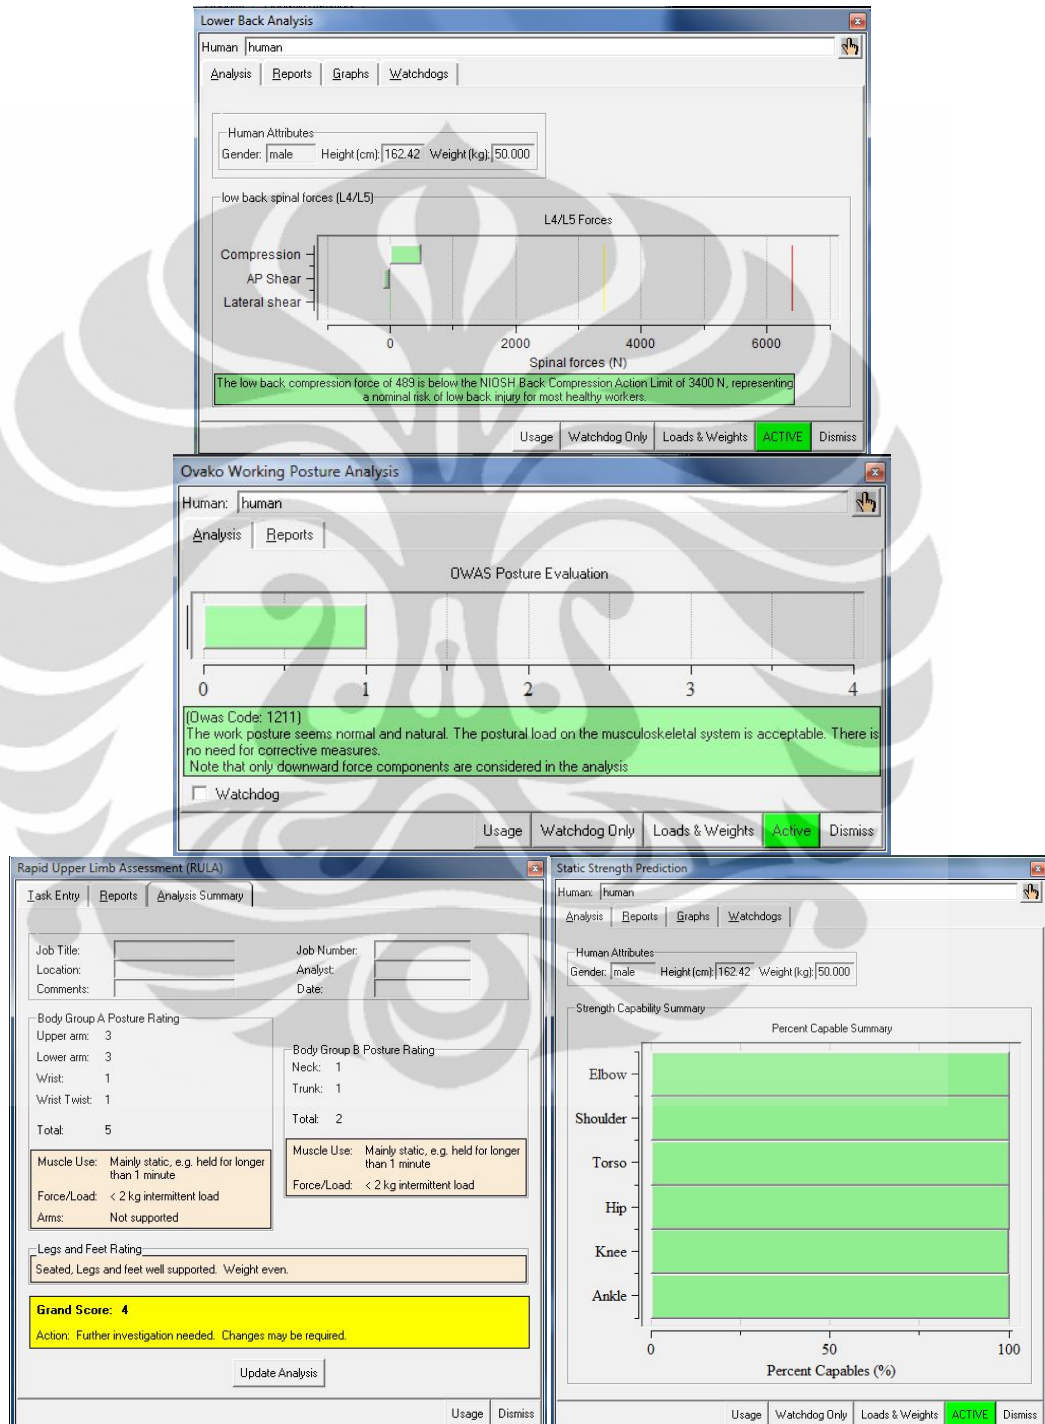 Lower Back Analysis
Human human
Analysis Reports Graphs Watchdogs
Human Attributes
Gender: male Height (cm): 162.42 Weight (kg): 50.000
low back spinal forces (L4/L5)
L4/L5 Forces
Compression
AP Shear
Lateral shear
0 2000 4000 6000
Spinal forces (N)
The low back compression force of 489 is below the NIOSH Back Compression Action Limit of 3400 N, representing
a nominal risk of low back injury for most healthy workers.
Usage Watchdog Only Loads & Weights ACTIVE Dismiss
Ovako Working Posture Analysis
Human: human
Analysis Reports
OWAS Posture Evaluation
0 1 2 3 4
(Owas Code: 1211)
The work posture seems normal and natural. The postural load on the musculoskeletal system is acceptable. There is
no need for corrective measures.
Note that only downward force components are considered in the analysis
Watchdog
Usage Watchdog Only Loads & Weights Active Dismiss
Rapid Upper Limb Assessment (RULA)
Task Entry Reports Analysis Summary
Job Title: Job Number:
Location: Analyst:
Comments: Date:
Body Group A Posture Rating
Upper arm: 3
Lower arm: 3
Wrist: 1
Wrist Twist: 1
Total: 5
Muscle Use: Mainly static, e.g. held for longer
than 1 minute
Force/Load: < 2 kg intermittent load
Arms: Not supported
Body Group B Posture Rating
Neck: 1
Trunk: 1
Total: 2
Muscle Use: Mainly static, e.g. held for longer
than 1 minute
Force/Load: < 2 kg intermittent load
Legs and Feet Rating
Seated, Legs and feet well supported. Weight even.
Grand Score: 4
Action: Further investigation needed. Changes may be required.
Update Analysis
Usage Dismiss
Static Strength Prediction
Human: human
Analysis Reports Graphs Watchdogs
Human Attributes
Gender: male Height (cm): 162.42 Weight (kg): 50.000
Strength Capability Summary
Percent Capable Summary
Elbow
Shoulder
Torso
Hip
Knee
Ankle
0 50 100
Percent Capables (%)
Usage Watchdog Only Loads & Weights ACTIVE Dismiss